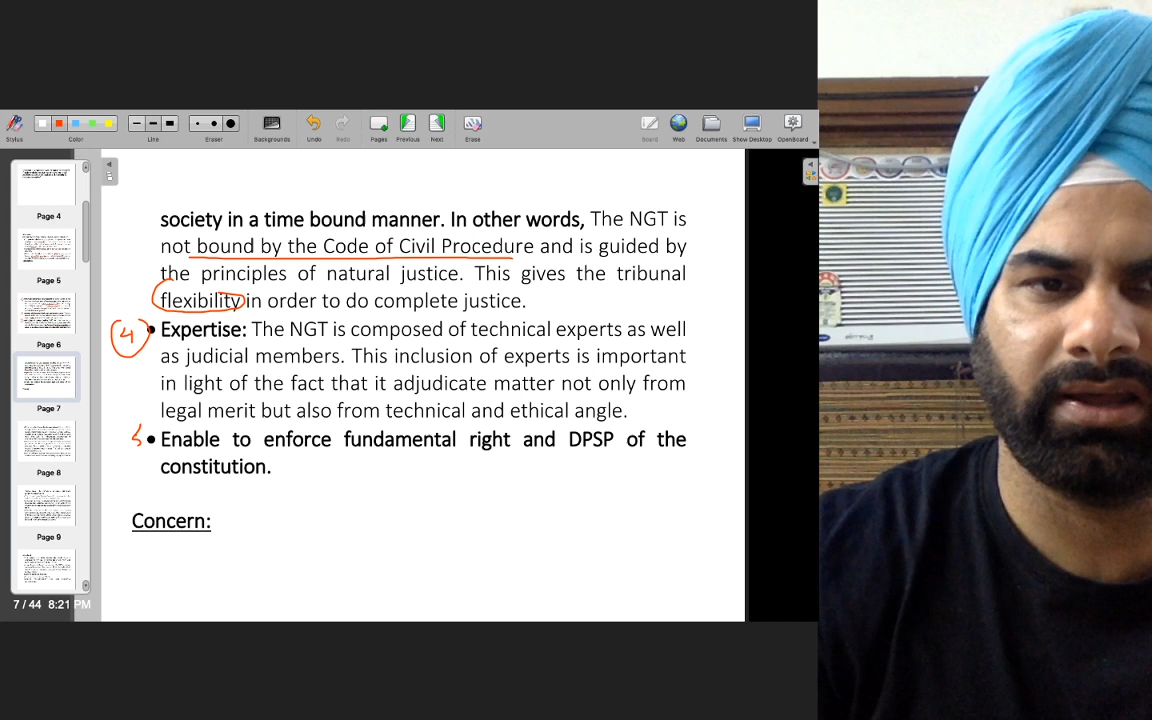 Stylus
Color
Line
Eraser
Backgrounds
Undo
Redo
Pages
Previous
Next
Erase
Board
Web
Documents
Show Desktop
OpenBoard
Page 4
Page 5
Page 6
Page 7
Page 8
Page 9
7 / 44 8:21 PM
society in a time bound manner. In other words, The NGT is
not bound by the Code of Civil Procedure and is guided by
the principles of natural justice. This gives the tribunal
flexibility in order to do complete justice.
4
• Expertise: The NGT is composed of technical experts as well
as judicial members. This inclusion of experts is important
in light of the fact that it adjudicate matter not only from
legal merit but also from technical and ethical angle.
• Enable to enforce fundamental right and DPSP of the
constitution.
Concern: